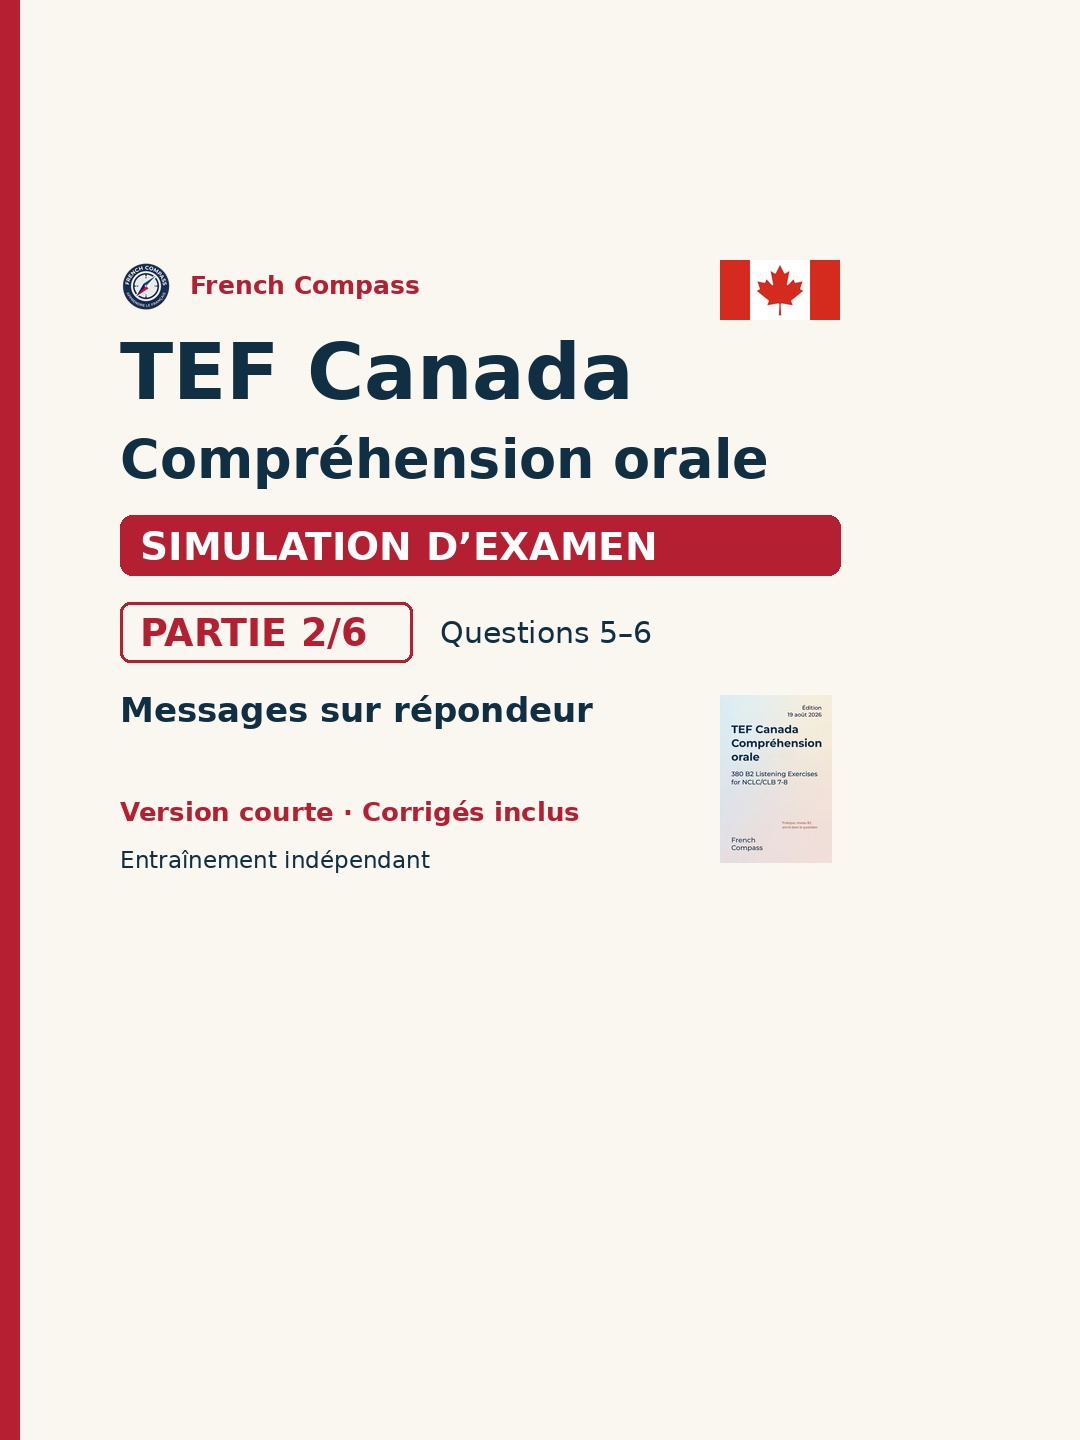 French Compass
TEF Canada
Compréhension orale
SIMULATION D’EXAMEN
PARTIE 2/6
Questions 5–6
Messages sur répondeur
Édition
19 août 2026
TEF Canada
Compréhension
orale
380 B2 Listening Exercises
for NCLC/CLB 7-8
French
Compass
Version courte · Corrigés inclus
Entraînement indépendant